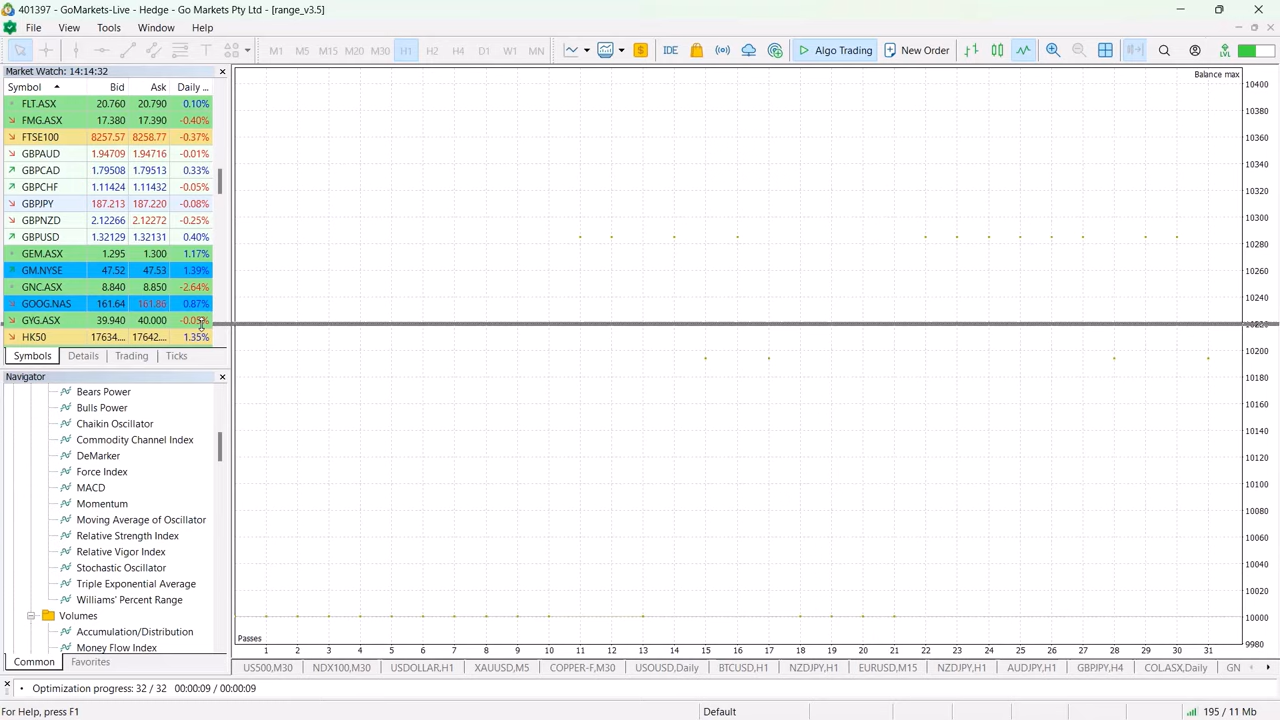 401397 - GoMarkets-Live - Hedge - Go Markets Pty Ltd - [range_v3.5]
File View Tools Window Help
M1 M5 M15 M20 M30 H1 H2 H4 D1 W1 MN IDE Algo Trading New Order LVL
Market Watch: 14:14:32
Symbol Bid Ask Daily ...
FLT.ASX 20.760 20.790 0.10%
FMG.ASX 17.380 17.390 -0.40%
FTSE100 8257.57 8258.77 -0.37%
GBPAUD 1.94709 1.94716 -0.01%
GBPCAD 1.79508 1.79513 0.33%
GBPCHF 1.11424 1.11432 -0.05%
GBPJPY 187.213 187.220 -0.08%
GBPNZD 2.12266 2.12272 -0.25%
GBPUSD 1.32129 1.32131 0.40%
GEM.ASX 1.295 1.300 1.17%
GM.NYSE 47.52 47.53 1.39%
GNC.ASX 8.840 8.850 -2.64%
GOOG.NAS 161.64 161.86 0.87%
GYG.ASX 39.940 40.000 -0.05%
HK50 17634.... 17642.... 1.35%
Symbols Details Trading Ticks
Navigator
Bears Power
Bulls Power
Chaikin Oscillator
Commodity Channel Index
DeMarker
Force Index
MACD
Momentum
Moving Average of Oscillator
Relative Strength Index
Relative Vigor Index
Stochastic Oscillator
Triple Exponential Average
Williams' Percent Range
Volumes
Accumulation/Distribution
Money Flow Index
Common Favorites
Balance max
10400
10380
10360
10340
10320
10300
10280
10260
10240
10200
10180
10160
10140
10120
10100
10080
10060
10040
10020
10000
9980
Passes
1 2 3 4 5 6 7 8 9 10 11 12 13 14 15 16 17 18 19 20 21 22 23 24 25 26 27 28 29 30 31
US500,M30 NDX100,M30 USDOLLAR,H1 XAUUSD,M5 COPPER-F,M30 USOUSD,Daily BTCUSD,H1 NZDJPY,H1 EURUSD,M15 NZDJPY,H1 AUDJPY,H1 GBPJPY,H4 COL.ASX,Daily GN
Optimization progress: 32 / 32 00:00:09 / 00:00:09
For Help, press F1 Default 195 / 11 Mb